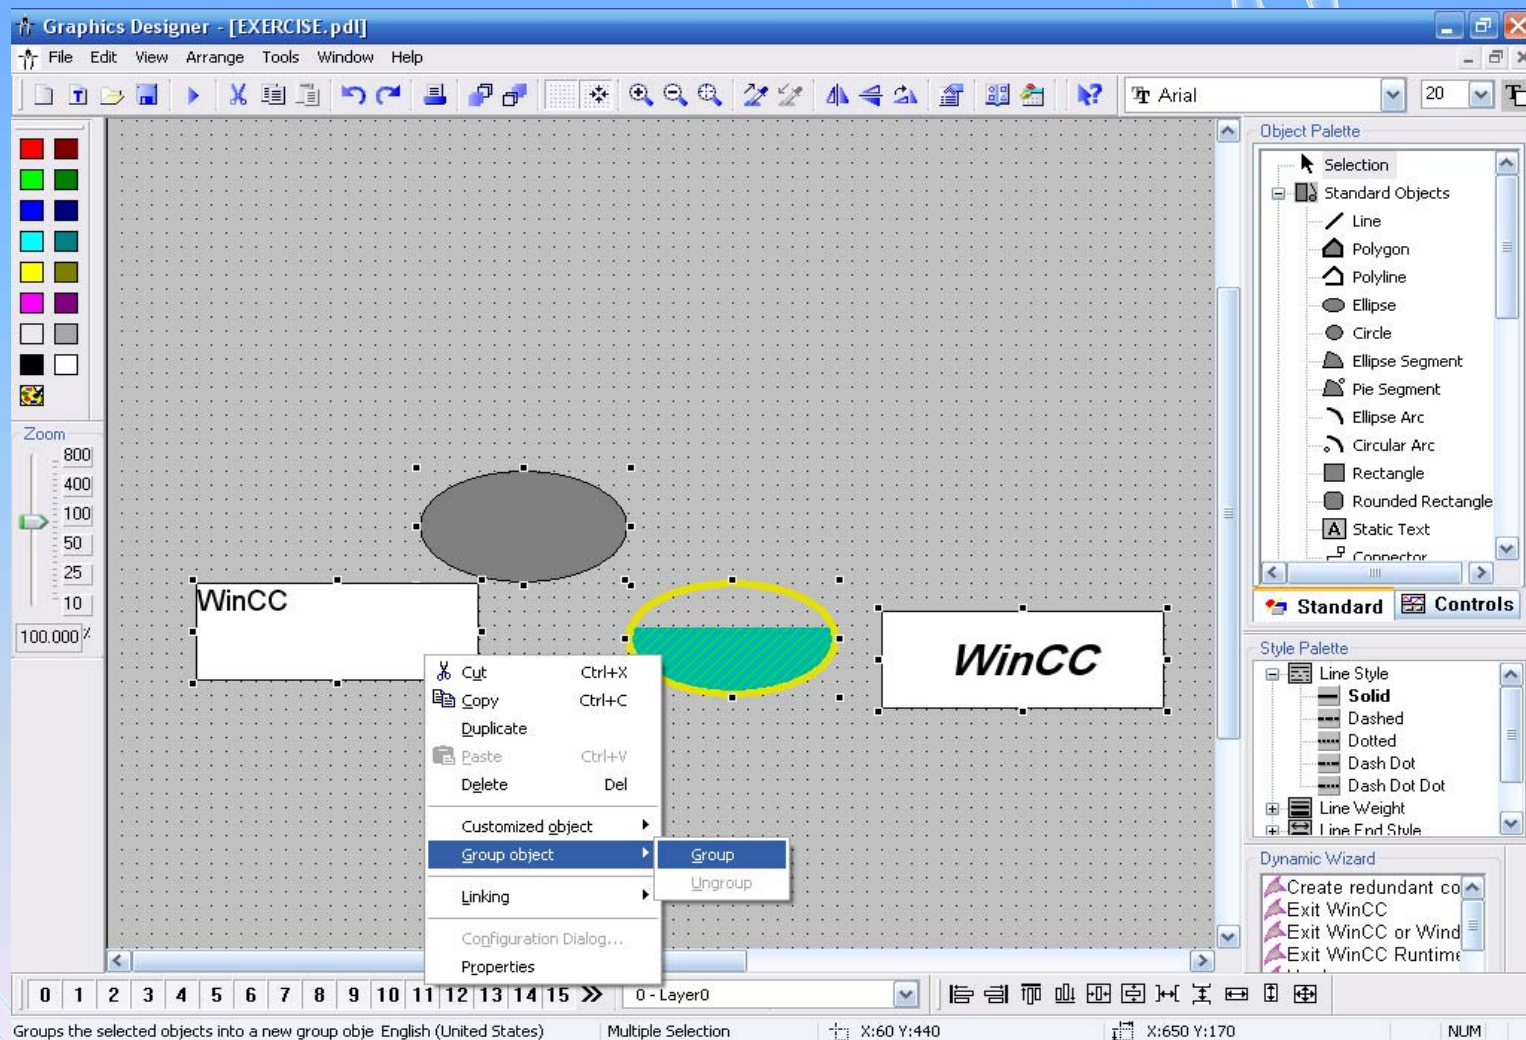 Graphics Designer - [EXERCISE.pdl]
File Edit View Arrange Tools Window Help
Arial 20
Zoom
800
400
100
50
25
10
100.000 %
WinCC
WinCC
Cut Ctrl+X
Copy Ctrl+C
Duplicate
Paste Ctrl+V
Delete Del
Customized object
Group object
Linking
Configuration Dialog...
Properties
Group
Ungroup
Object Palette
Selection
Standard Objects
Line
Polygon
Polyline
Ellipse
Circle
Ellipse Segment
Pie Segment
Ellipse Arc
Circular Arc
Rectangle
Rounded Rectangle
A Static Text
Connector
Standard Controls
Style Palette
Line Style
Solid
Dashed
Dotted
Dash Dot
Dash Dot Dot
Line Weight
Line End Style
Dynamic Wizard
Create redundant co
Exit WinCC
Exit WinCC or Wind
Exit WinCC Runtime
0 1 2 3 4 5 6 7 8 9 10 11 12 13 14 15 0 - Layer0
Groups the selected objects into a new group obje English (United States) Multiple Selection X:60 Y:440 X:650 Y:170 NUM